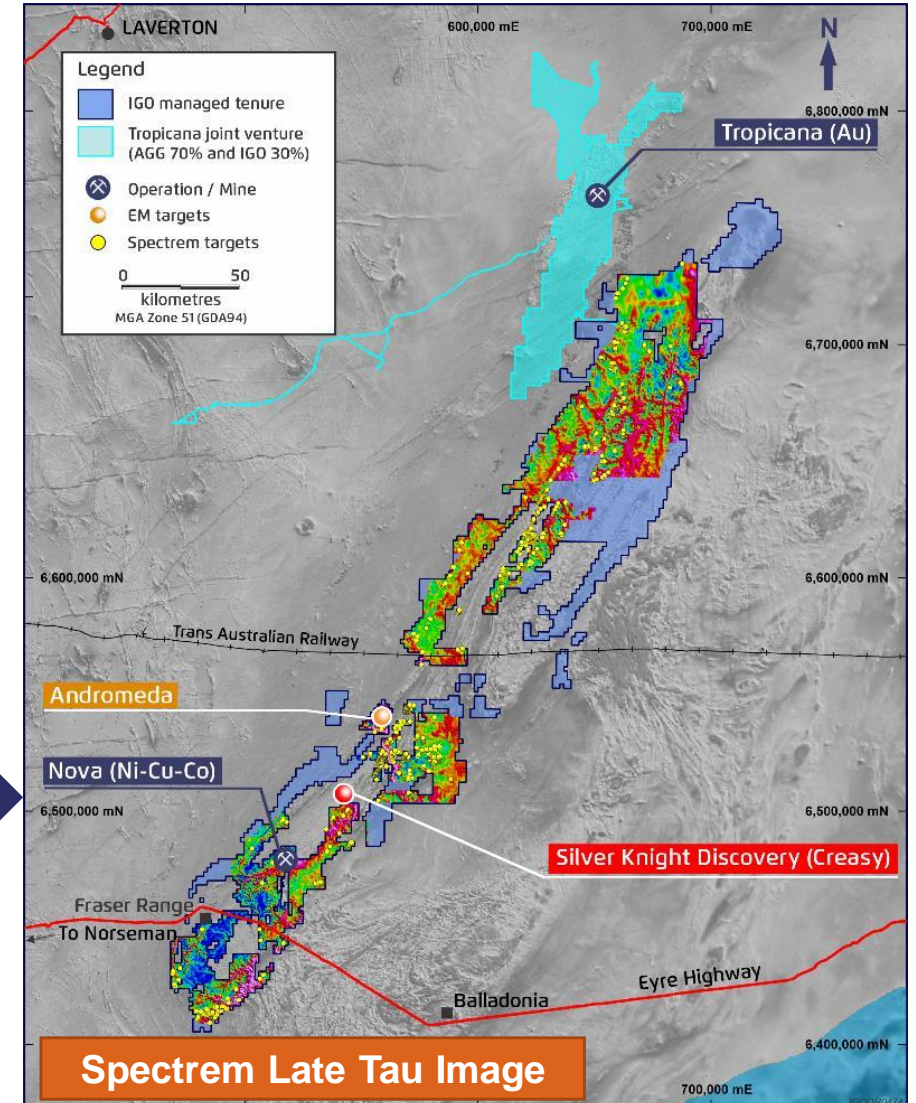 LAVERTON
600,000 mE
700,000 mE
N
Legend
IGO managed tenure
Tropicana joint venture
(AGG 70% and IGO 30%)
Operation / Mine
EM targets
Spectrem targets
0 50
kilometres
MGA Zone 51 (GDA94)
6,800,000 mN
Tropicana (Au)
6,700,000 mN
6,600,000 mN
6,600,000 mN
Trans Australian Railway
Andromeda
Nova (Ni-Cu-Co)
6,500,000 mN
6,500,000 mN
Silver Knight Discovery (Creasy)
Fraser Range
To Norseman
Eyre Highway
Balladonia
6,400,000 mN
Spectrem Late Tau Image
700,000 mE